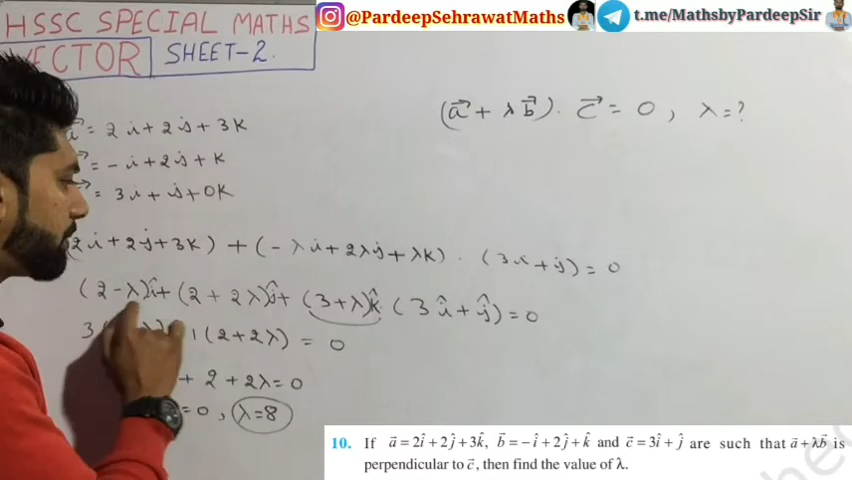 HSSC SPECIAL MATHS
VECTOR SHEET-2.
@PardeepSehrawatMaths t.me/MathsbyPardeepSir
= 2i + 2j + 3k
= -i + 2j + k
= 3i + j + 0k
(a⃗ + λb⃗). c⃗ = 0, λ=?
2i + 2j + 3k) + (-λi + 2λj + λk). (3i + j) = 0
(2-λ)î + (2 + 2λ)ĵ + (3+λ)k̂. (3î + ĵ) = 0
3 1(2+2λ) = 0
+ 2 + 2λ = 0
=0, λ=8
10. If a⃗ = 2î + 2ĵ + 3k̂, b⃗ = −î + 2ĵ + k̂ and c⃗ = 3î + ĵ are such that a⃗ + λb⃗ is
perpendicular to c⃗, then find the value of λ.